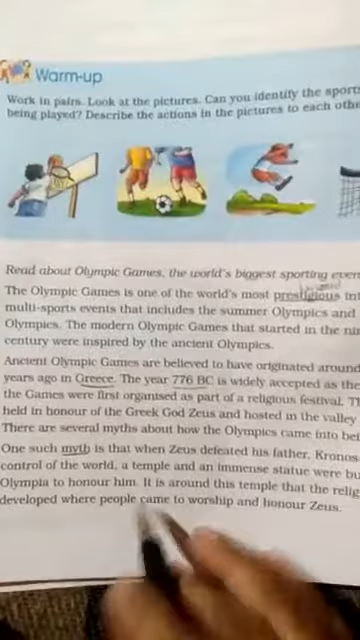 Warm-up
Work in pairs. Look at the pictures. Can you identify the sports
being played? Describe the actions in the pictures to each othe
Read about Olympic Games, the world's biggest sporting even
The Olympic Games is one of the world's most prestigious int
multi-sports events that includes the summer Olympics and
Olympics. The modern Olympic Games that started in the nin
century were inspired by the ancient Olympics.
Ancient Olympic Games are believed to have originated around
years ago in Greece. The year 776 BC is widely accepted as the
the Games were first organised as part of a religious festival. Th
held in honour of the Greek God Zeus and hosted in the valley
There are several myths about how the Olympics came into bei
One such myth is that when Zeus defeated his father, Kronos
control of the world, a temple and an immense statue were bu
Olympia to honour him. It is around this temple that the relig
developed where people came to worship and honour Zeus.